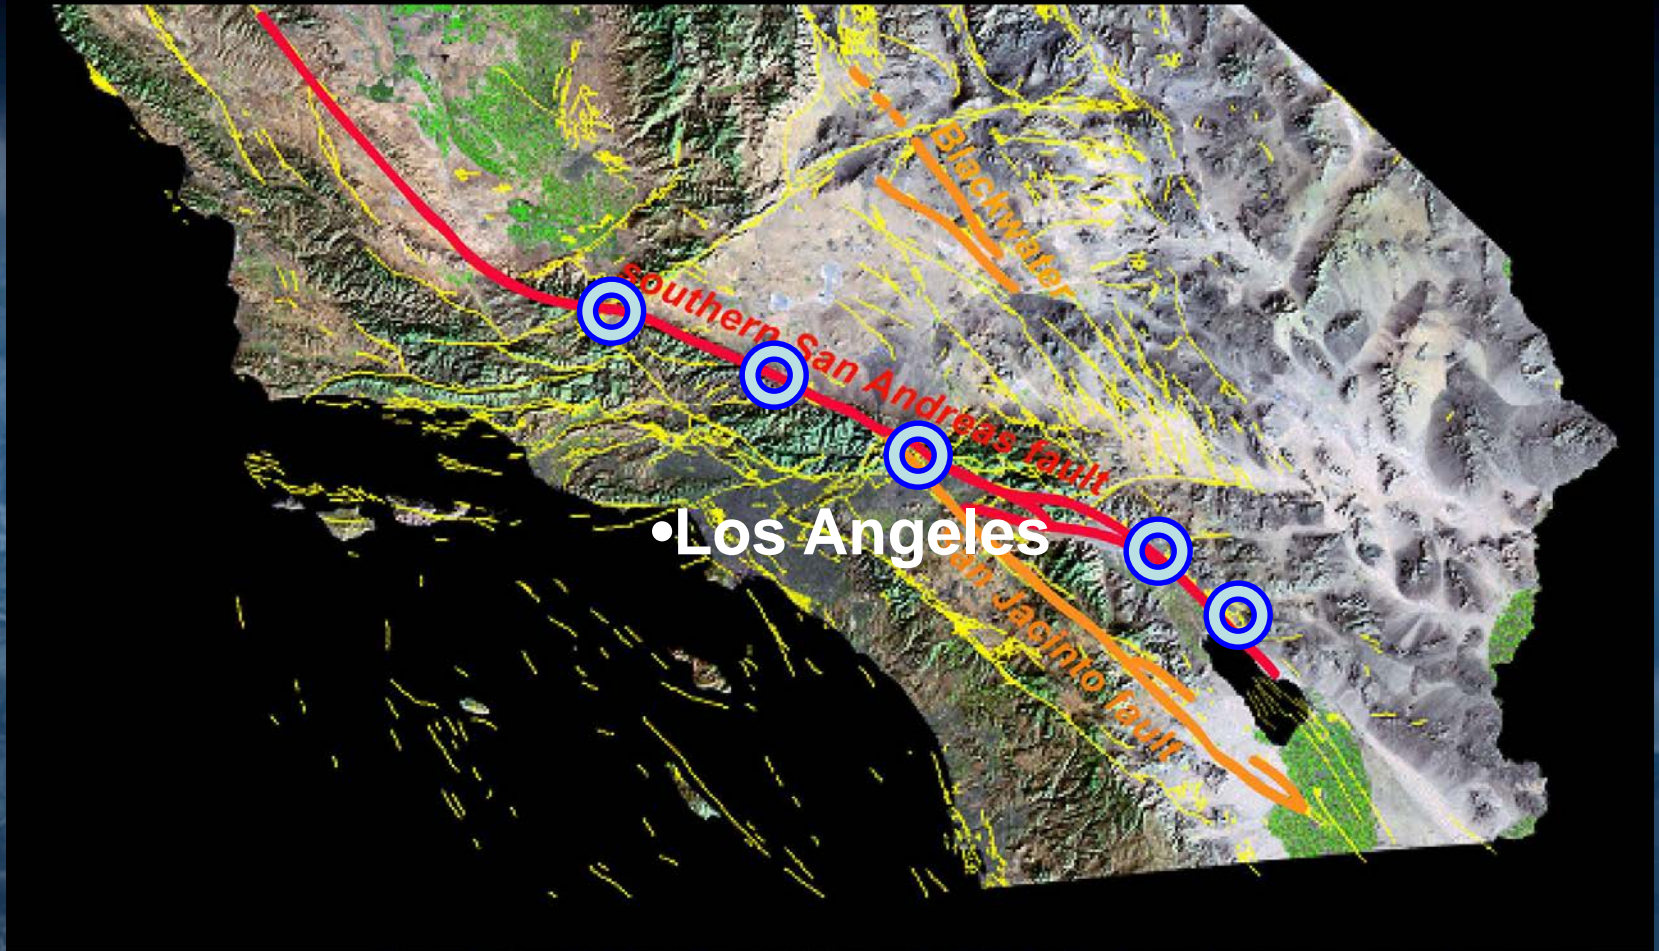 Blackwater
southern San Andreas fault
•Los Angeles
San Jacinto fault